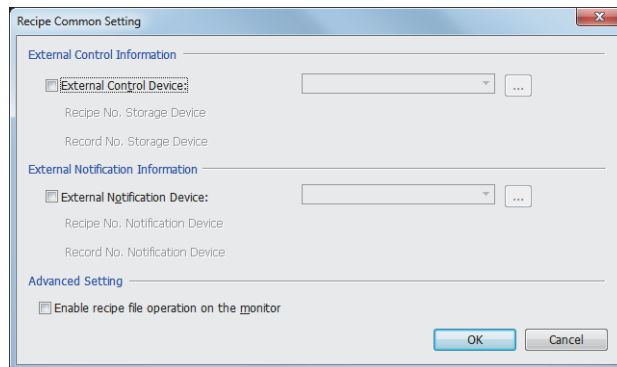 Recipe Common Setting
External Control Information
External Control Device:
...
Recipe No. Storage Device
Record No. Storage Device
External Notification Information
External Notification Device:
...
Recipe No. Notification Device
Record No. Notification Device
Advanced Setting
Enable recipe file operation on the monitor
OK Cancel